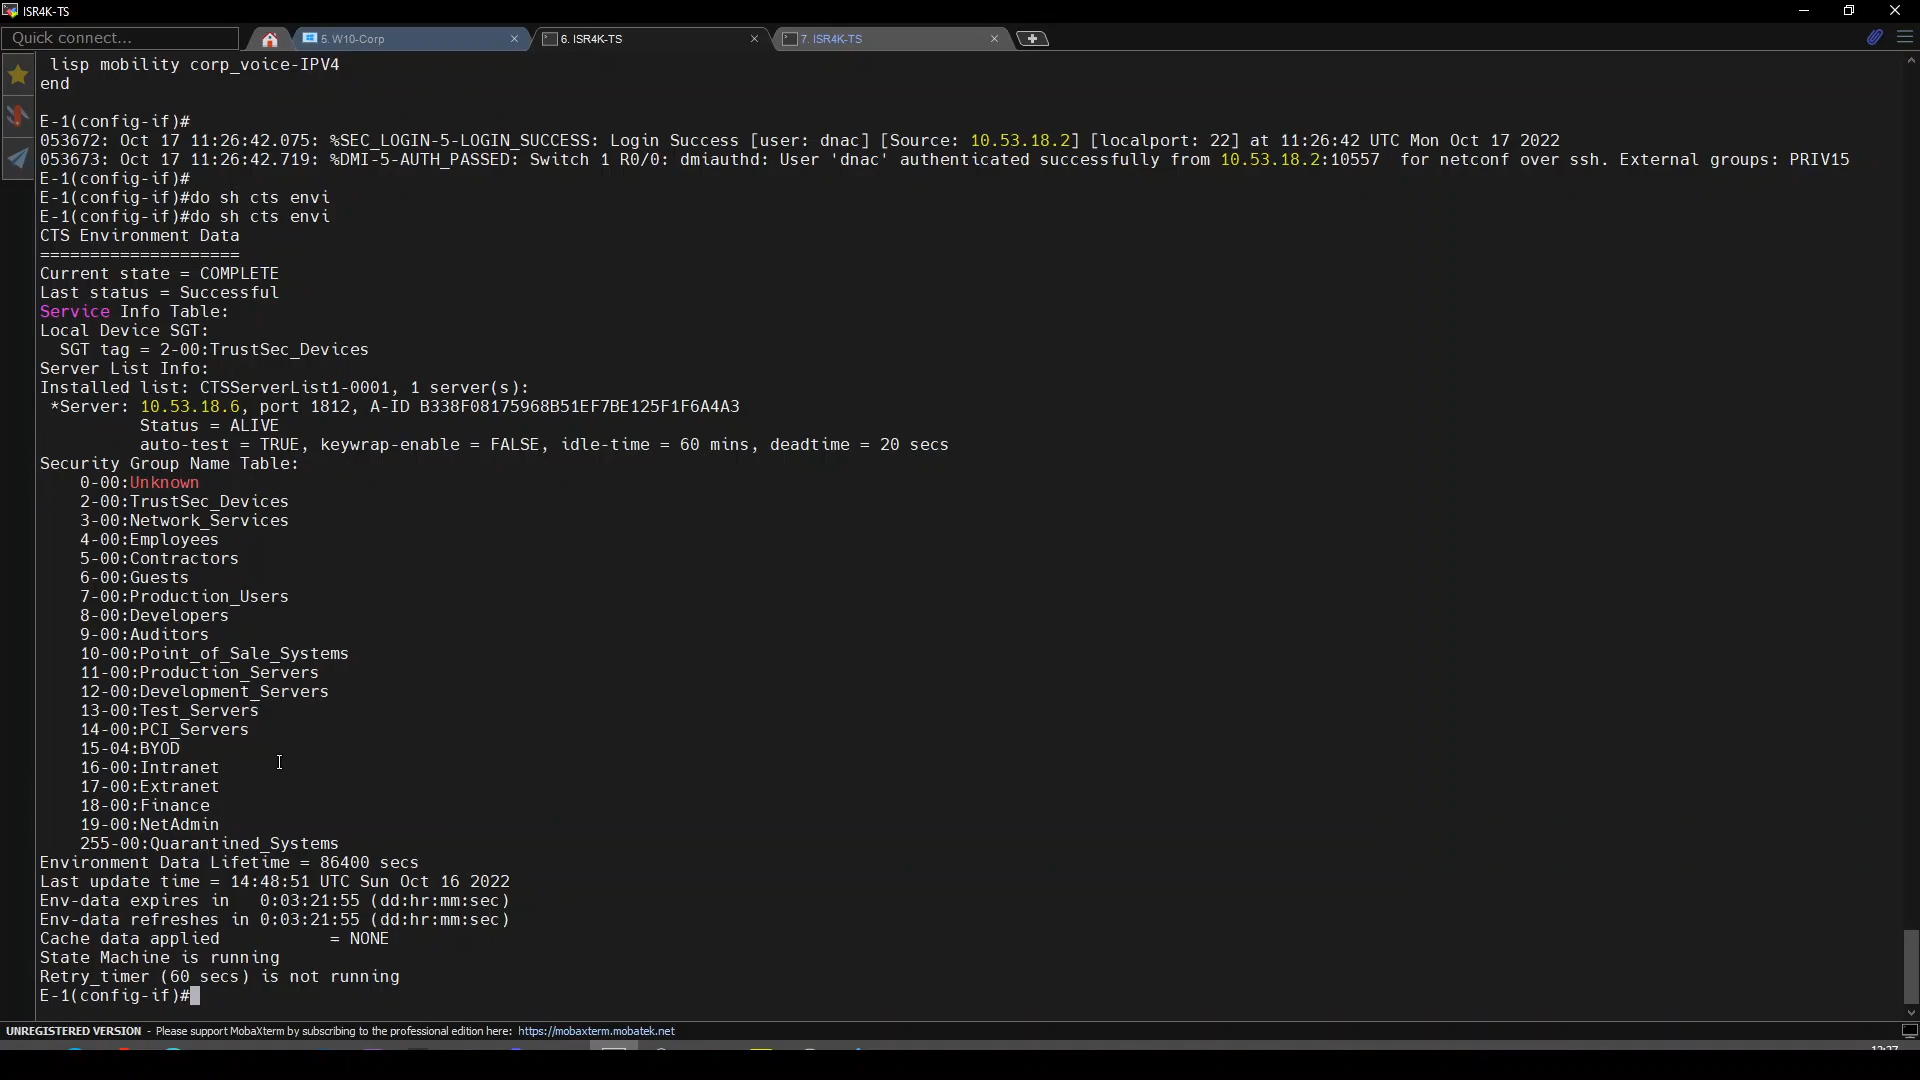 ISR4K-TS
Quick connect...
5. W10-Corp
6. ISR4K-TS
7. ISR4K-TS
lisp mobility corp_voice-IPV4
end
E-1(config-if)#
053672: Oct 17 11:26:42.075: %SEC_LOGIN-5-LOGIN_SUCCESS: Login Success [user: dnac] [Source: 10.53.18.2] [localport: 22] at 11:26:42 UTC Mon Oct 17 2022
053673: Oct 17 11:26:42.719: %DMI-5-AUTH_PASSED: Switch 1 R0/0: dmiauthd: User 'dnac' authenticated successfully from 10.53.18.2:10557  for netconf over ssh. External groups: PRIV15
E-1(config-if)#
E-1(config-if)#do sh cts envi
E-1(config-if)#do sh cts envi
CTS Environment Data
====================
Current state = COMPLETE
Last status = Successful
Service Info Table:
Local Device SGT:
SGT tag = 2-00:TrustSec_Devices
Server List Info:
Installed list: CTSServerList1-0001, 1 server(s):
*Server: 10.53.18.6, port 1812, A-ID B338F08175968B51EF7BE125F1F6A4A3
Status = ALIVE
auto-test = TRUE, keywrap-enable = FALSE, idle-time = 60 mins, deadtime = 20 secs
Security Group Name Table:
0-00:Unknown
2-00:TrustSec_Devices
3-00:Network_Services
4-00:Employees
5-00:Contractors
6-00:Guests
7-00:Production_Users
8-00:Developers
9-00:Auditors
10-00:Point_of_Sale_Systems
11-00:Production_Servers
12-00:Development_Servers
13-00:Test_Servers
14-00:PCI_Servers
15-04:BYOD
16-00:Intranet
17-00:Extranet
18-00:Finance
19-00:NetAdmin
255-00:Quarantined_Systems
Environment Data Lifetime = 86400 secs
Last update time = 14:48:51 UTC Sun Oct 16 2022
Env-data expires in   0:03:21:55 (dd:hr:mm:sec)
Env-data refreshes in 0:03:21:55 (dd:hr:mm:sec)
Cache data applied           = NONE
State Machine is running
Retry_timer (60 secs) is not running
E-1(config-if)#
UNREGISTERED VERSION - Please support MobaXterm by subscribing to the professional edition here: https://mobaxterm.mobatek.net